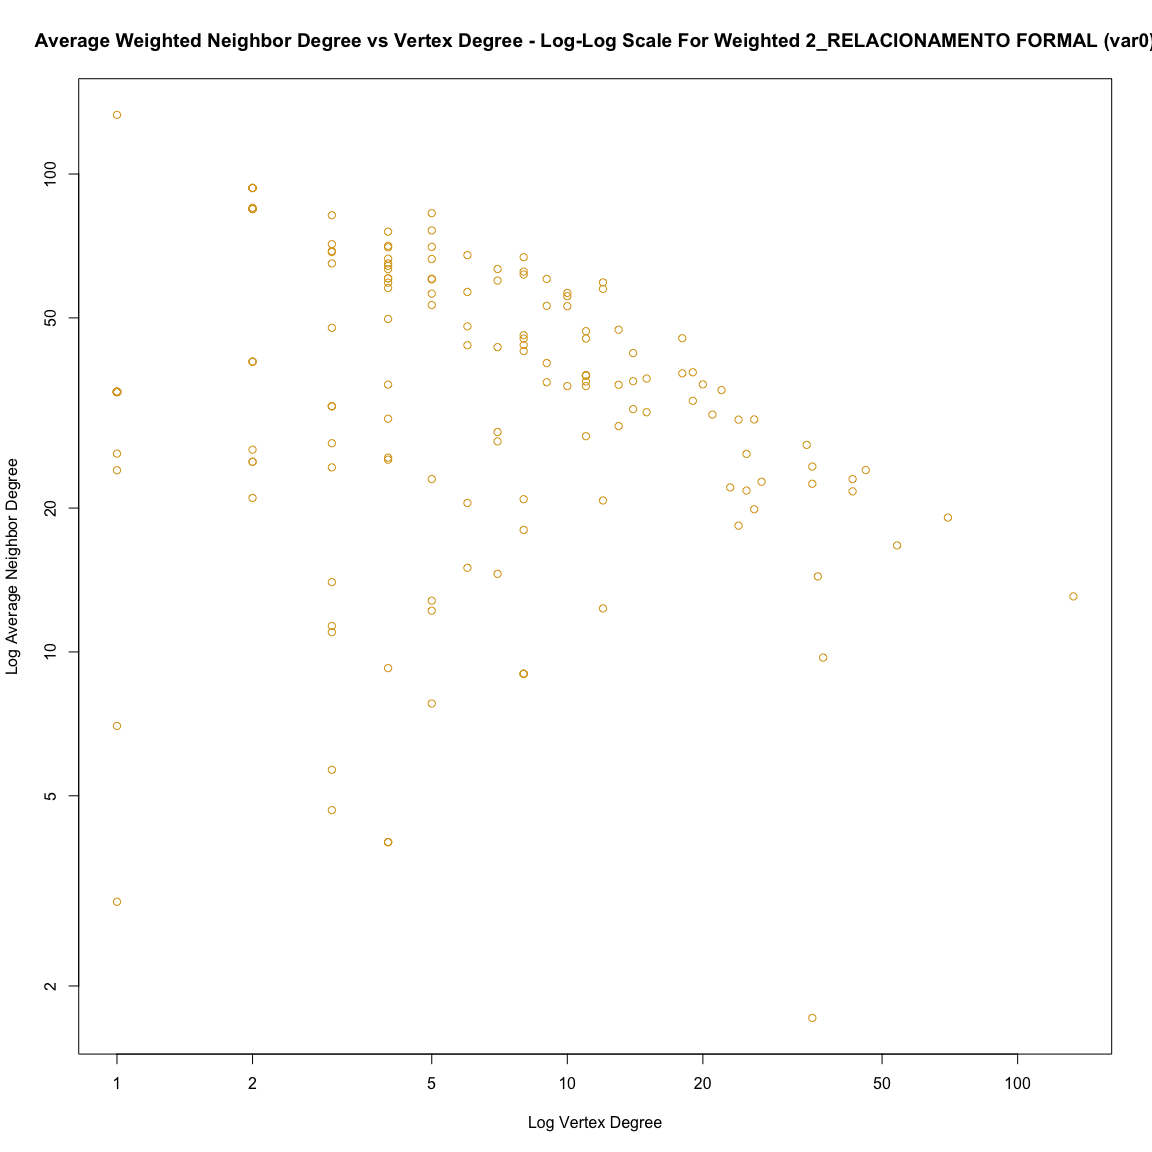 Average Weighted Neighbor Degree vs Vertex Degree - Log-Log Scale For Weighted 2_RELACIONAMENTO FORMAL (var0)
Log Average Neighbor Degree
100
50
20
10
5
2
1 2 5 10 20 50 100
Log Vertex Degree